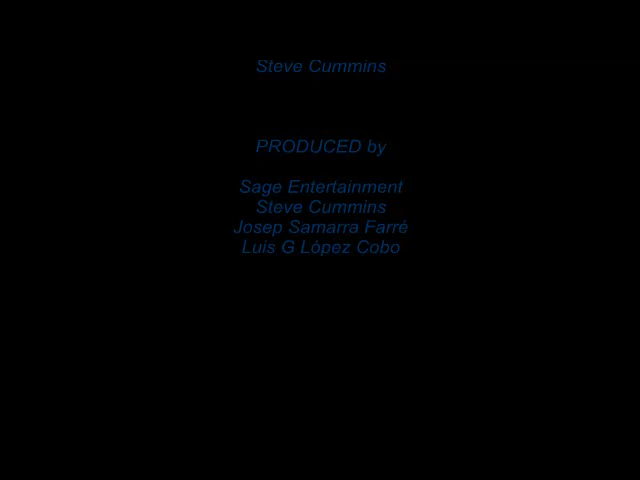 Steve Cummins
PRODUCED by
Sage Entertainment
Steve Cummins
Josep Samarra Farré
Luis G López Cobo